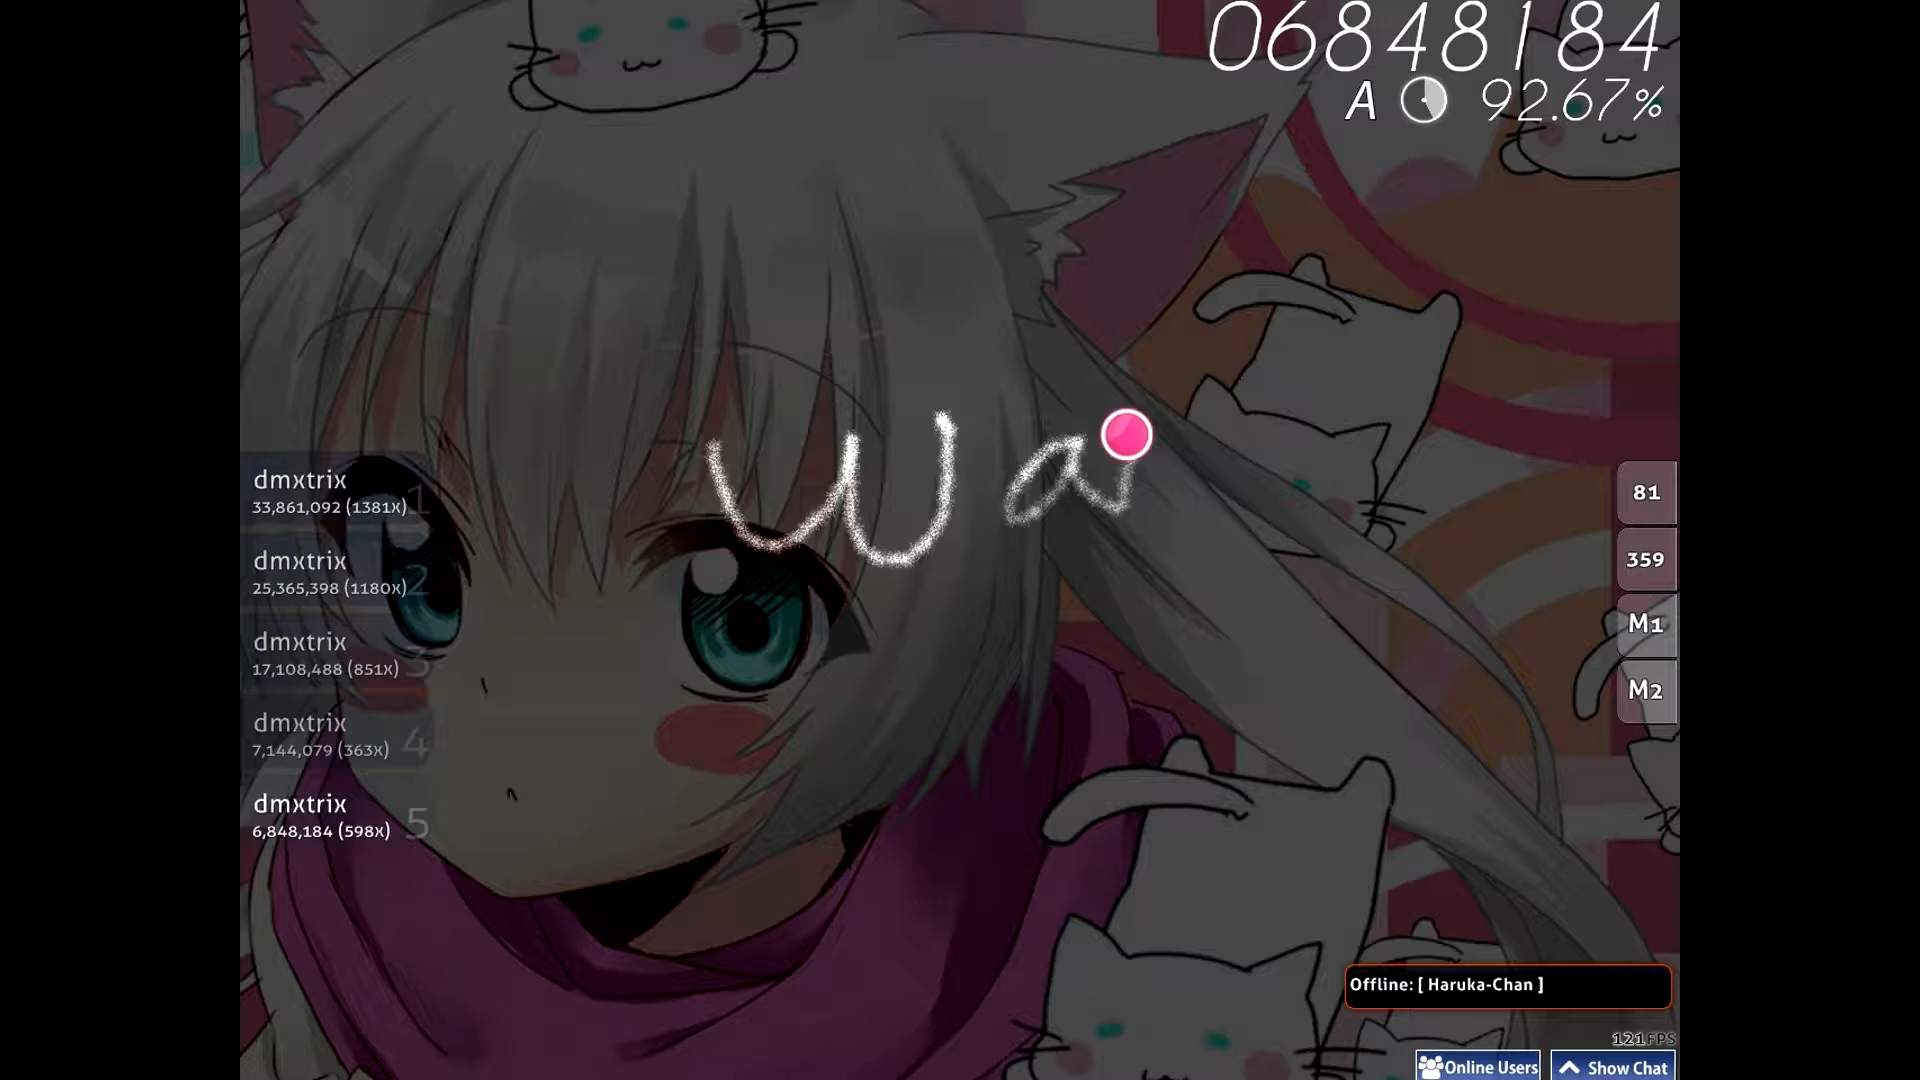 06848184
A 92.67%
wa
dmxtrix
33,861,092 (1381x) 1
dmxtrix
25,365,398 (1180x) 2
dmxtrix
17,108,488 (851x) 3
dmxtrix
7,144,079 (363x) 4
dmxtrix
6,848,184 (598x) 5
81
359
M1
M2
Offline: [ Haruka-Chan ]
121FPS
Online Users
Show Chat